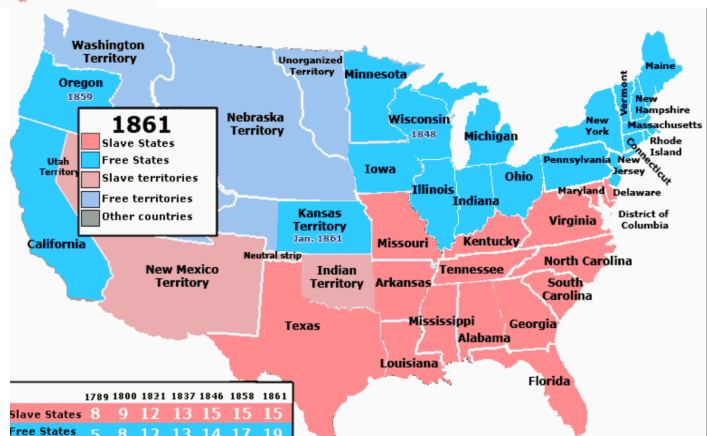 Washington
Territory
Unorganized
Territory
Minnesota
Maine
Oregon
1859
Vermont
New
Hampshire
Nebraska
Territory
Wisconsin
1848
Michigan
New
York
Massachusetts
Rhode
Island
Connecticut
1861
Slave States
Free States
Slave territories
Free territories
Other countries
Utah
Territory
Iowa
Illinois
Indiana
Ohio
Pennsylvania
New
Jersey
Maryland
Delaware
District of
Columbia
California
Kansas
Territory
Jan. 1861
Missouri
Kentucky
Virginia
Neutral strip
New Mexico
Territory
Indian
Territory
Arkansas
Tennessee
North Carolina
South
Carolina
Texas
Mississippi
Alabama
Georgia
Louisiana
Florida
1789 1800 1821 1837 1846 1858 1861
Slave States 8 9 12 13 15 15 15
Free States 5 8 12 13 14 17 19